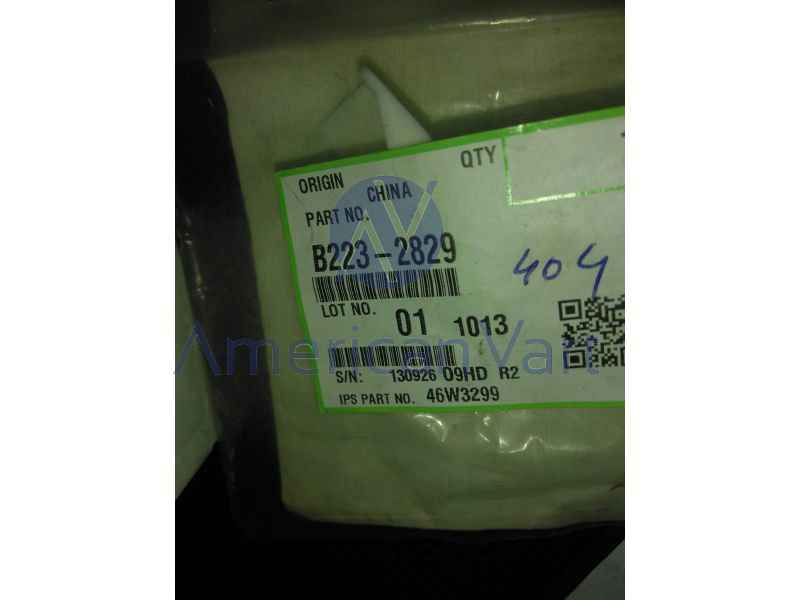 QTY
ORIGIN CHINA
PART NO.
B223-2829
404
LOT NO. 01 1013
American Vart
S/N: 130926 09HD R2
IPS PART NO. 46W3299